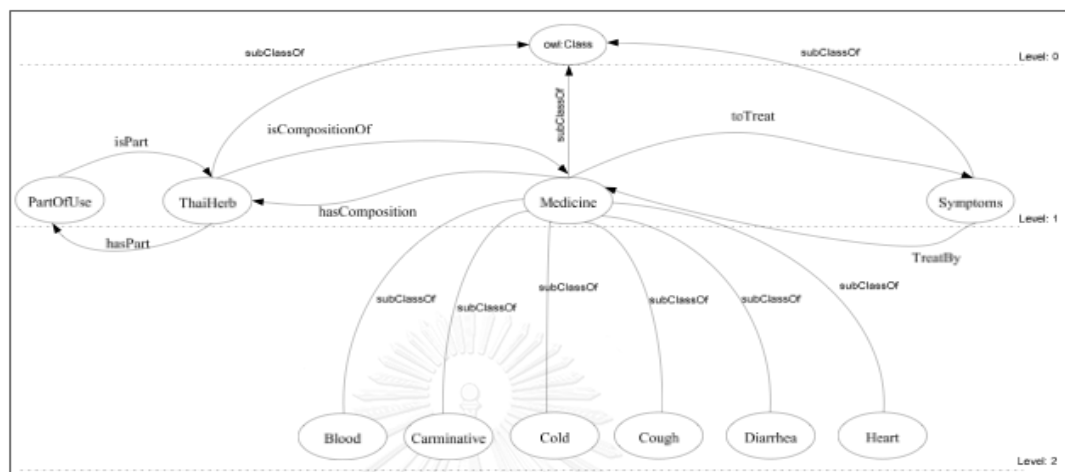 owl:Class
subClassOf
subClassOf
Level: 0
subClassOf
toTreat
isCompositionOf
isPart
PartOfUse
ThaiHerb
Medicine
Symptoms
hasComposition
Level: 1
hasPart
TreatBy
subClassOf
subClassOf
subClassOf
subClassOf
subClassOf
subClassOf
Blood
Carminative
Cold
Cough
Diarrhea
Heart
Level: 2